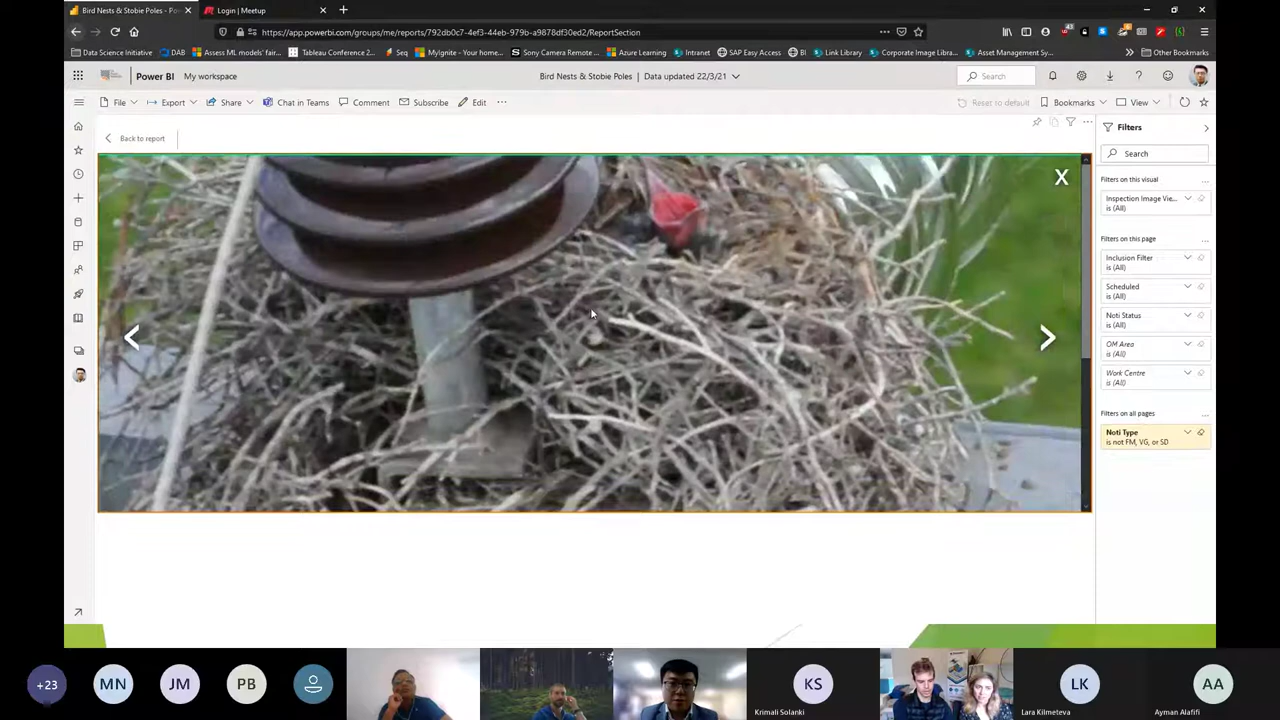 Bird Nests & Stobie Poles - Po
Login | Meetup
https://app.powerbi.com/groups/me/reports/792db0c7-4ef3-44eb-979b-a9878df30ed2/ReportSection
Data Science Initiative
DAB
Assess ML models' fair...
Tableau Conference 2...
Seq
MyIgnite - Your home...
Sony Camera Remote ...
Azure Learning
Intranet
SAP Easy Access
BI
Link Library
Corporate Image Libra...
Asset Management Sy...
Other Bookmarks
Power BI
My workspace
Bird Nests & Stobie Poles | Data updated 22/3/21
Search
File
Export
Share
Chat in Teams
Comment
Subscribe
Edit
Reset to default
Bookmarks
View
Back to report
Filters
Search
Filters on this visual
Inspection Image Vie...
is (All)
Filters on this page
Inclusion Filter
is (All)
Scheduled
is (All)
Noti Status
is (All)
OM Area
is (All)
Work Centre
is (All)
Filters on all pages
Noti Type
is not FM, VG, or SD
X
+23
MN
JM
PB
KS
Krimali Solanki
LK
Lara Kilmeteva
AA
Ayman Alafifi